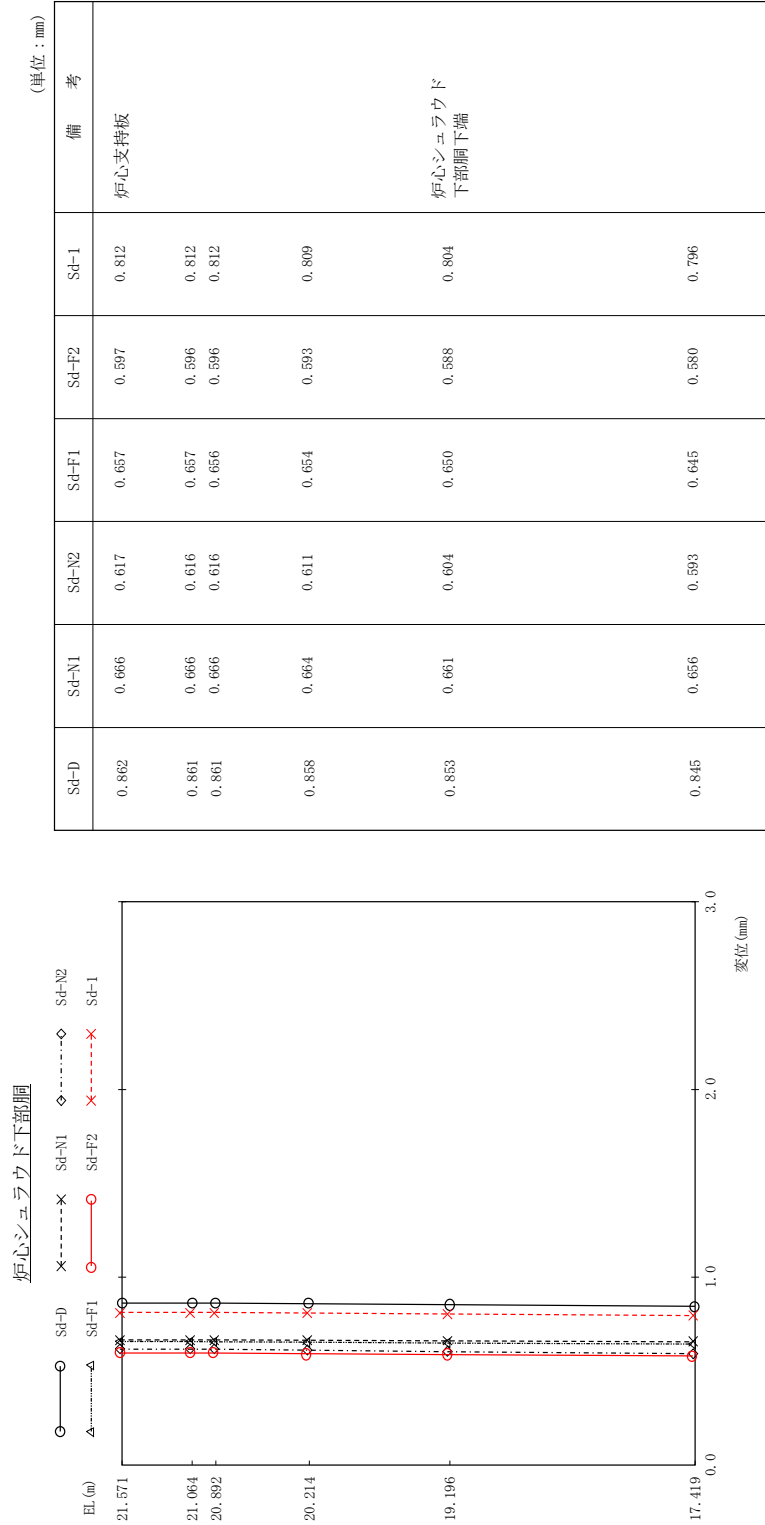 炉心シュラウド下部胴
Sd-D Sd-N1 Sd-N2
Sd-F1 Sd-F2 Sd-1
EL(m)
21.571
21.064
20.892
20.214
19.196
17.419
0.0 1.0 2.0 3.0
変位(mm)
(単位:mm)
Sd-D Sd-N1 Sd-N2 Sd-F1 Sd-F2 Sd-1 備 考
0.862 0.666 0.617 0.657 0.597 0.812 炉心支持板
0.861 0.666 0.616 0.657 0.596 0.812
0.861 0.666 0.616 0.656 0.596 0.812
0.858 0.664 0.611 0.654 0.593 0.809
0.853 0.661 0.604 0.650 0.588 0.804 炉心シュラウド
下部胴下端
0.845 0.656 0.593 0.645 0.580 0.796